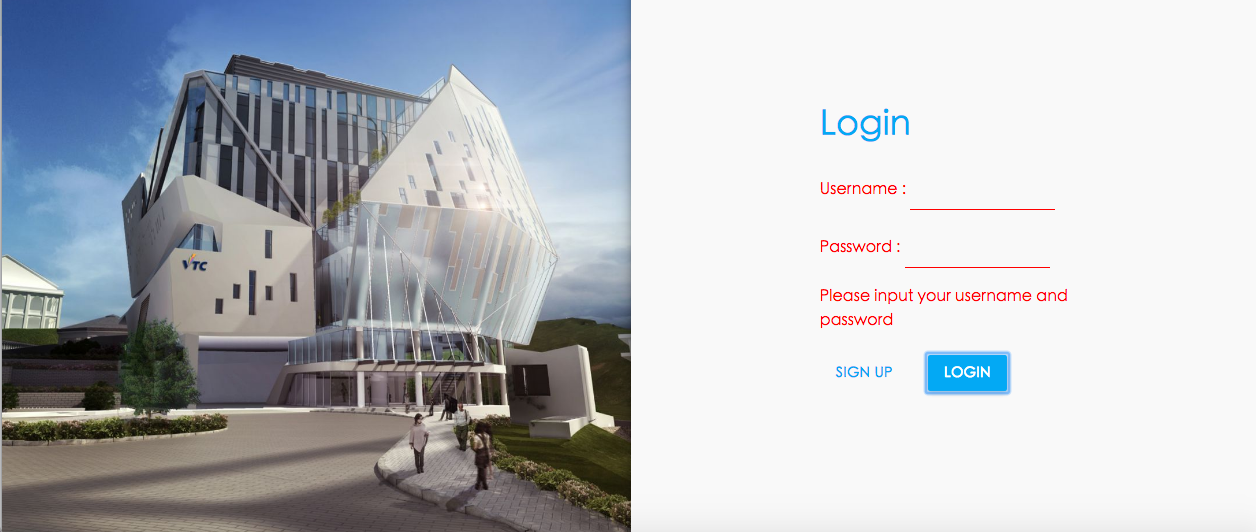 VTC
Login
Username :
Password :
Please input your username and
password
SIGN UP
LOGIN